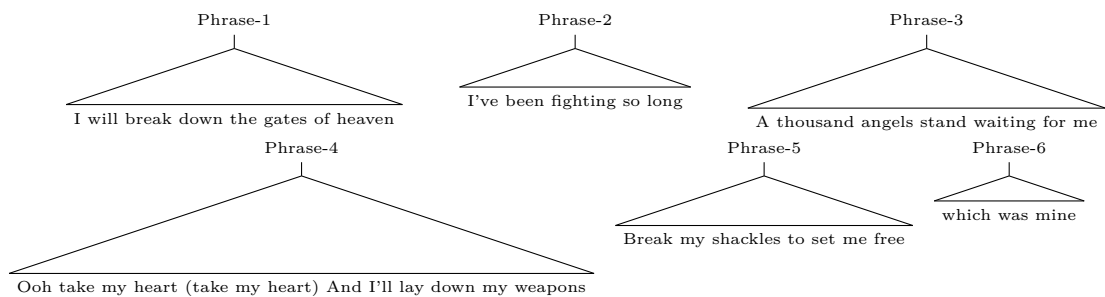 Phrase-1 Phrase-2 Phrase-3
I will break down the gates of heaven I've been fighting so long A thousand angels stand waiting for me
Phrase-4 Phrase-5 Phrase-6
Ooh take my heart (take my heart) And I'll lay down my weapons Break my shackles to set me free which was mine